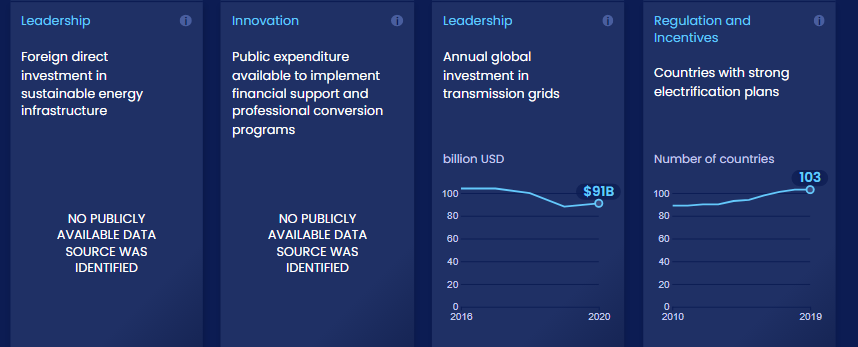 Leadership
Foreign direct
investment in
sustainable energy
infrastructure
NO PUBLICLY
AVAILABLE DATA
SOURCE WAS
IDENTIFIED
Innovation
Public expenditure
available to implement
financial support and
professional conversion
programs
NO PUBLICLY
AVAILABLE DATA
SOURCE WAS
IDENTIFIED
Leadership
Annual global
investment in
transmission grids
billion USD
$91B
100
80
60
40
20
0
2016
2020
Regulation and
Incentives
Countries with strong
electrification plans
Number of countries
103
100
80
60
40
20
0
2010
2019